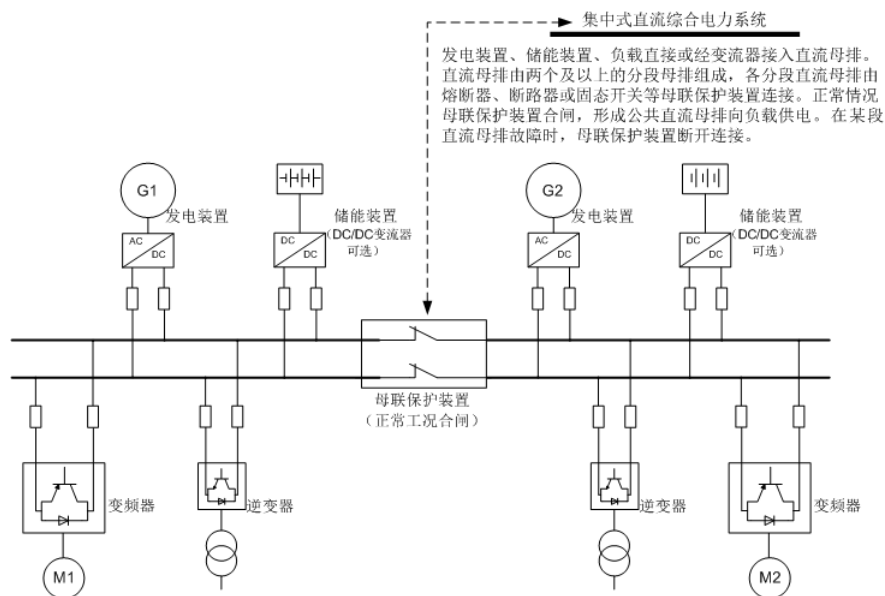 集中式直流综合电力系统
发电装置、储能装置、负载直接或经变流器接入直流母排。
直流母排由两个及以上的分段母排组成，各分段直流母排由
熔断器、断路器或固态开关等母联保护装置连接。正常情况
母联保护装置合闸，形成公共直流母排向负载供电。在某段
直流母排故障时，母联保护装置断开连接。
G1
发电装置
AC
DC
储能装置
（DC/DC变流器
可选）
DC
DC
G2
发电装置
AC
DC
储能装置
（DC/DC变流器
可选）
DC
DC
母联保护装置
（正常工况合闸）
变频器
M1
逆变器
逆变器
变频器
M2